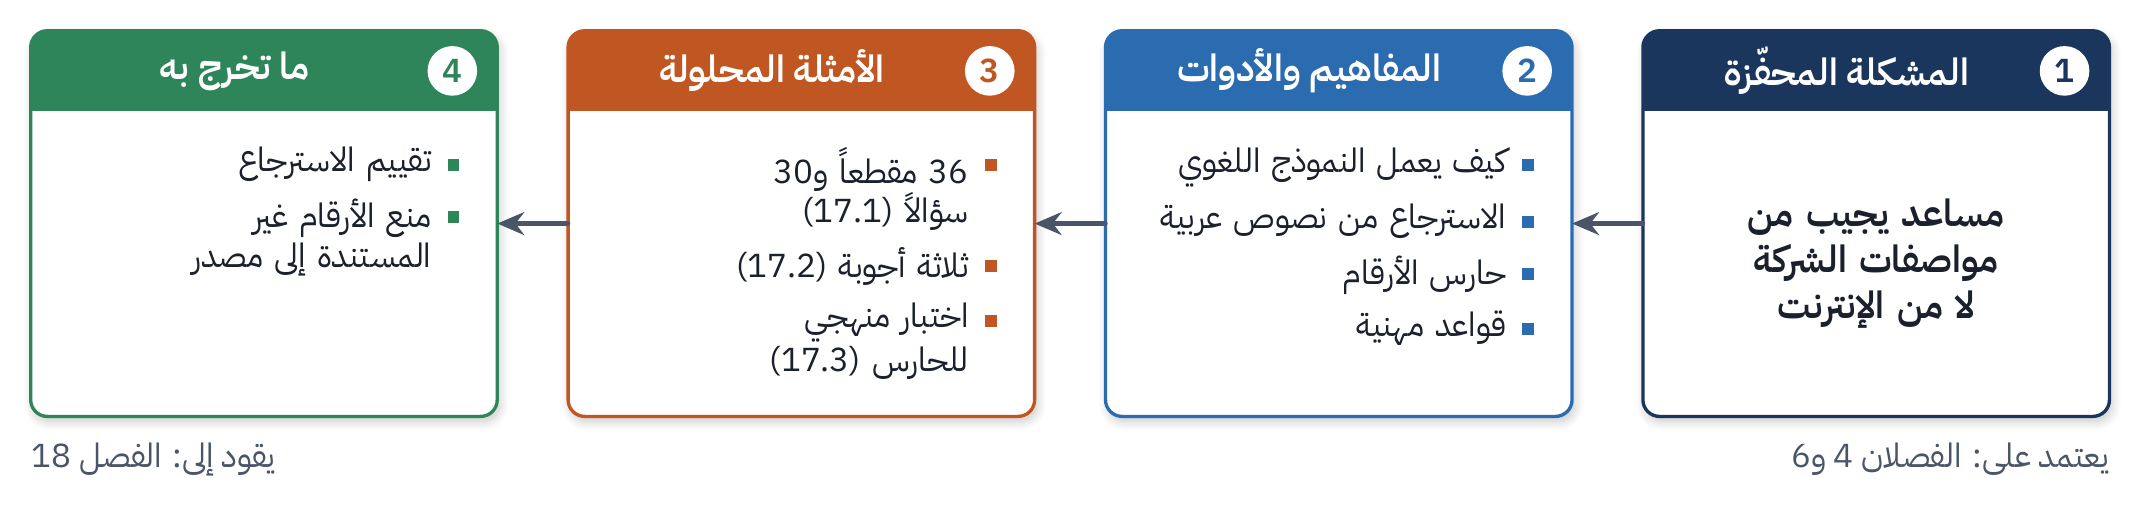 1 المشكلة المحفّزة
مساعد يجيب من
مواصفات الشركة
لا من الإنترنت
2 المفاهيم والأدوات
كيف يعمل النموذج اللغوي
الاسترجاع من نصوص عربية
حارس الأرقام
قواعد مهنية
3 الأمثلة المحلولة
36 مقطعاً و30
سؤالاً (17.1)
ثلاثة أجوبة (17.2)
اختبار منهجي
للحارس (17.3)
4 ما تخرج به
تقييم الاسترجاع
منع الأرقام غير
المستندة إلى مصدر
يعتمد على: الفصلان 4 و6
يقود إلى: الفصل 18